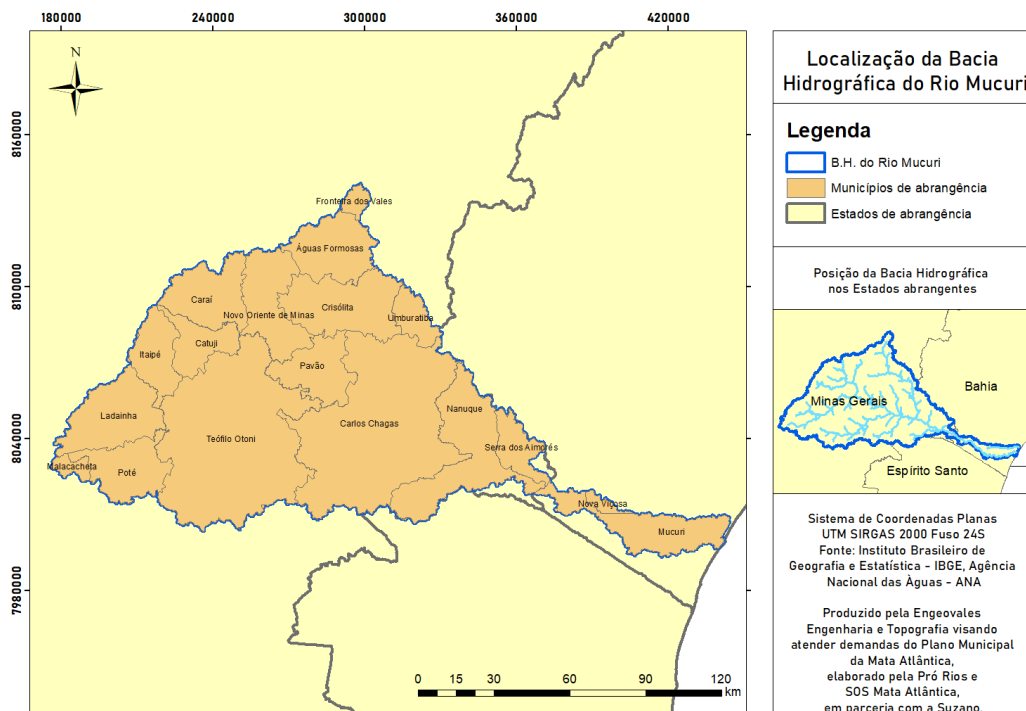 180000 240000 300000 360000 420000
N
8160000
8100000
8040000
7980000
Fronteira dos Vales
Águas Formosas
Caraí
Crisólita
Novo Oriente de Minas
Umburatiba
Catuji
Itaipé
Pavão
Nanuque
Ladainha
Carlos Chagas
Teófilo Otoni
Serra dos Aimorés
Malacacheta
Poté
Nova Viçosa
Mucuri
0 15 30 60 90 120
km
Localização da Bacia
Hidrográfica do Rio Mucuri
Legenda
B.H. do Rio Mucuri
Municípios de abrangência
Estados de abrangência
Posição da Bacia Hidrográfica
nos Estados abrangentes
Bahia
Minas Gerais
Espírito Santo
Sistema de Coordenadas Planas
UTM SIRGAS 2000 Fuso 24S
Fonte: Instituto Brasileiro de
Geografia e Estatística - IBGE, Agência
Nacional das Àguas - ANA
Produzido pela Engeovales
Engenharia e Topografia visando
atender demandas do Plano Municipal
da Mata Atlântica,
elaborado pela Pró Rios e
SOS Mata Atlântica,
em parceria com a Suzano.